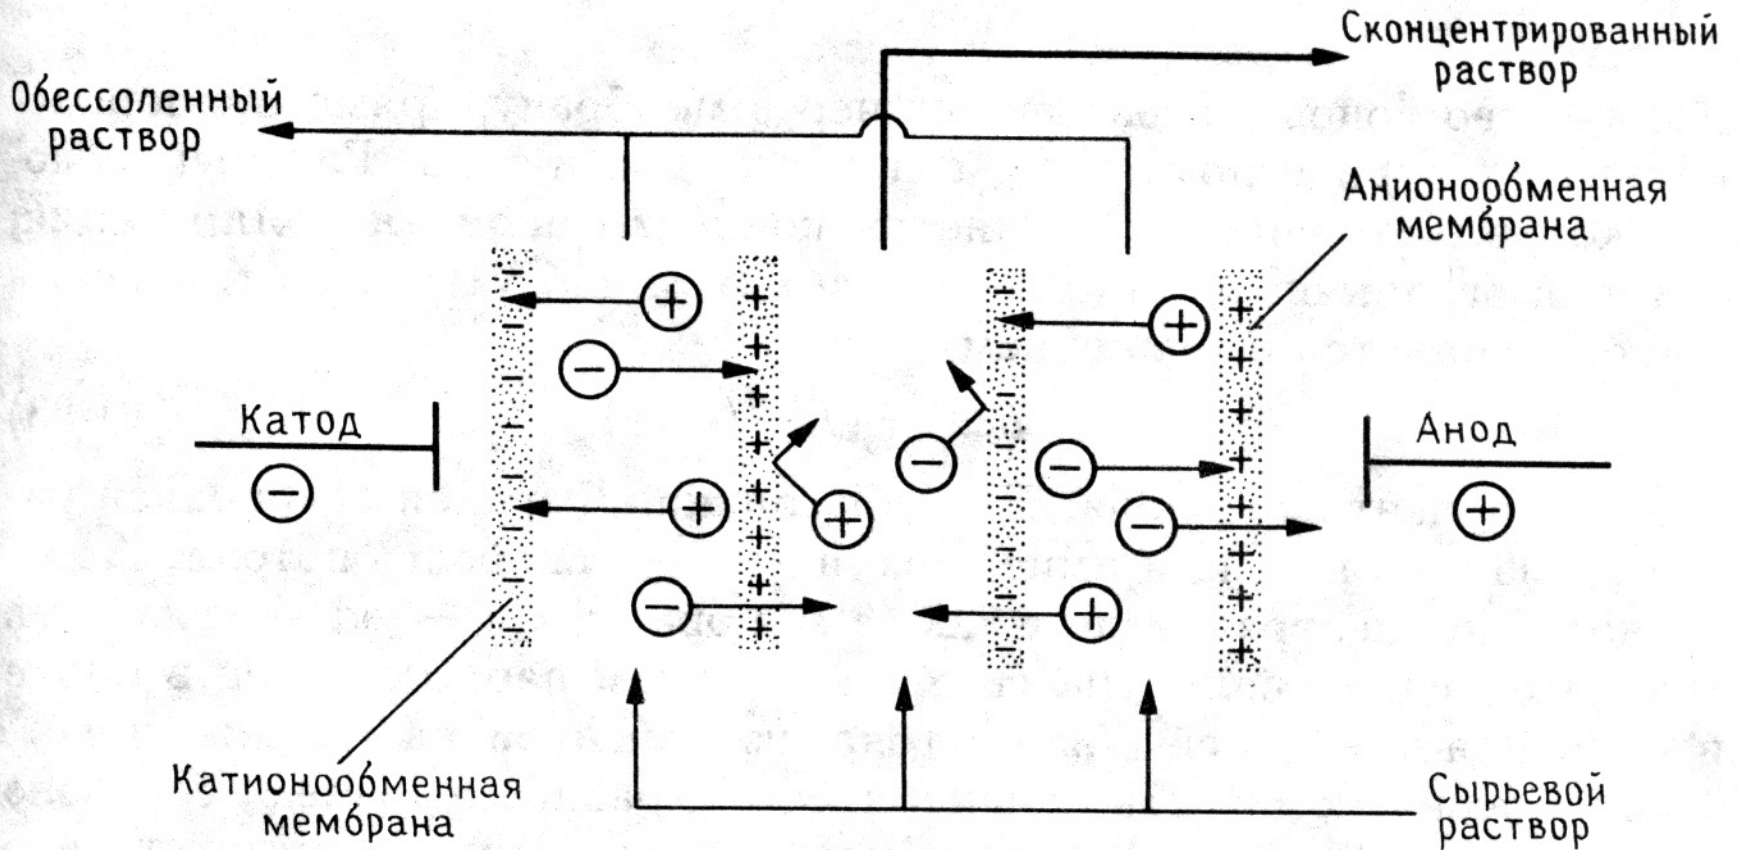 Сконцентрированный
раствор
Обессоленный
раствор
Анионообменная
мембрана
Катод
Анод
Катионообменная
мембрана
Сырьевой
раствор